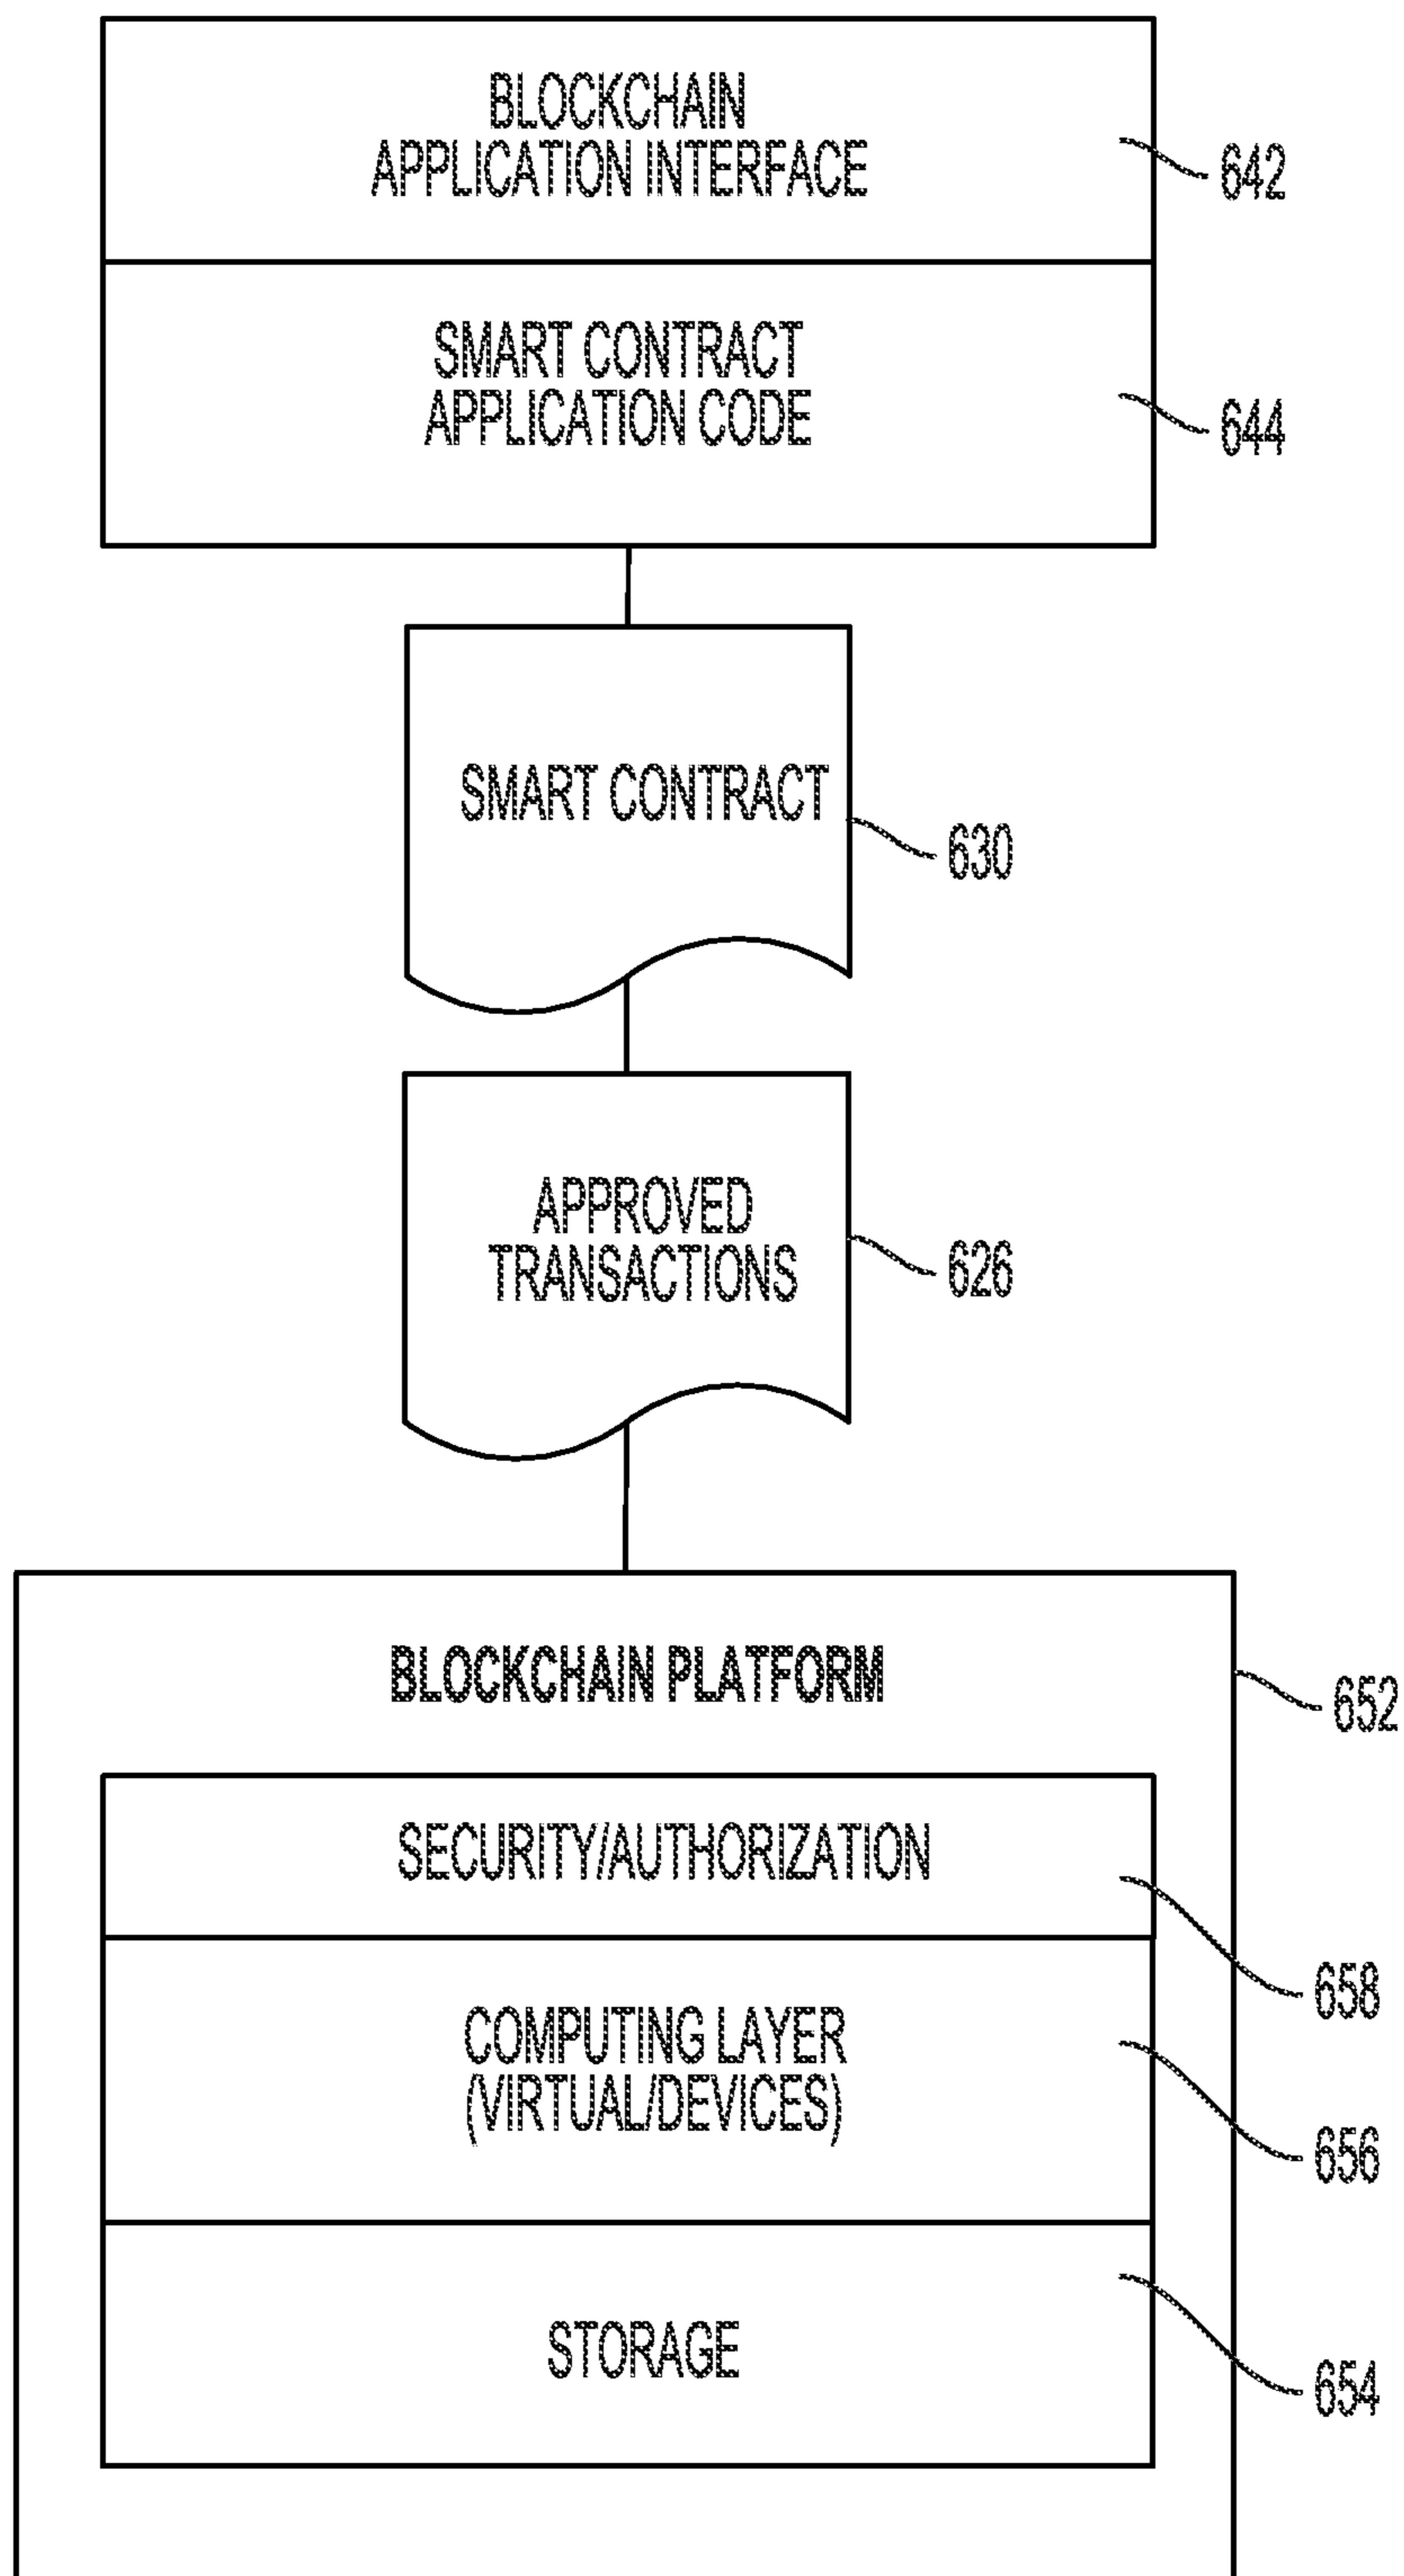 BLOCKCHAIN
APPLICATION INTERFACE
642
SMART CONTRACT
APPLICATION CODE
644
SMART CONTRACT
630
APPROVED
TRANSACTIONS
626
BLOCKCHAIN PLATFORM
652
SECURITY/AUTHORIZATION
658
COMPUTING LAYER
(VIRTUAL/DEVICES)
656
STORAGE
654